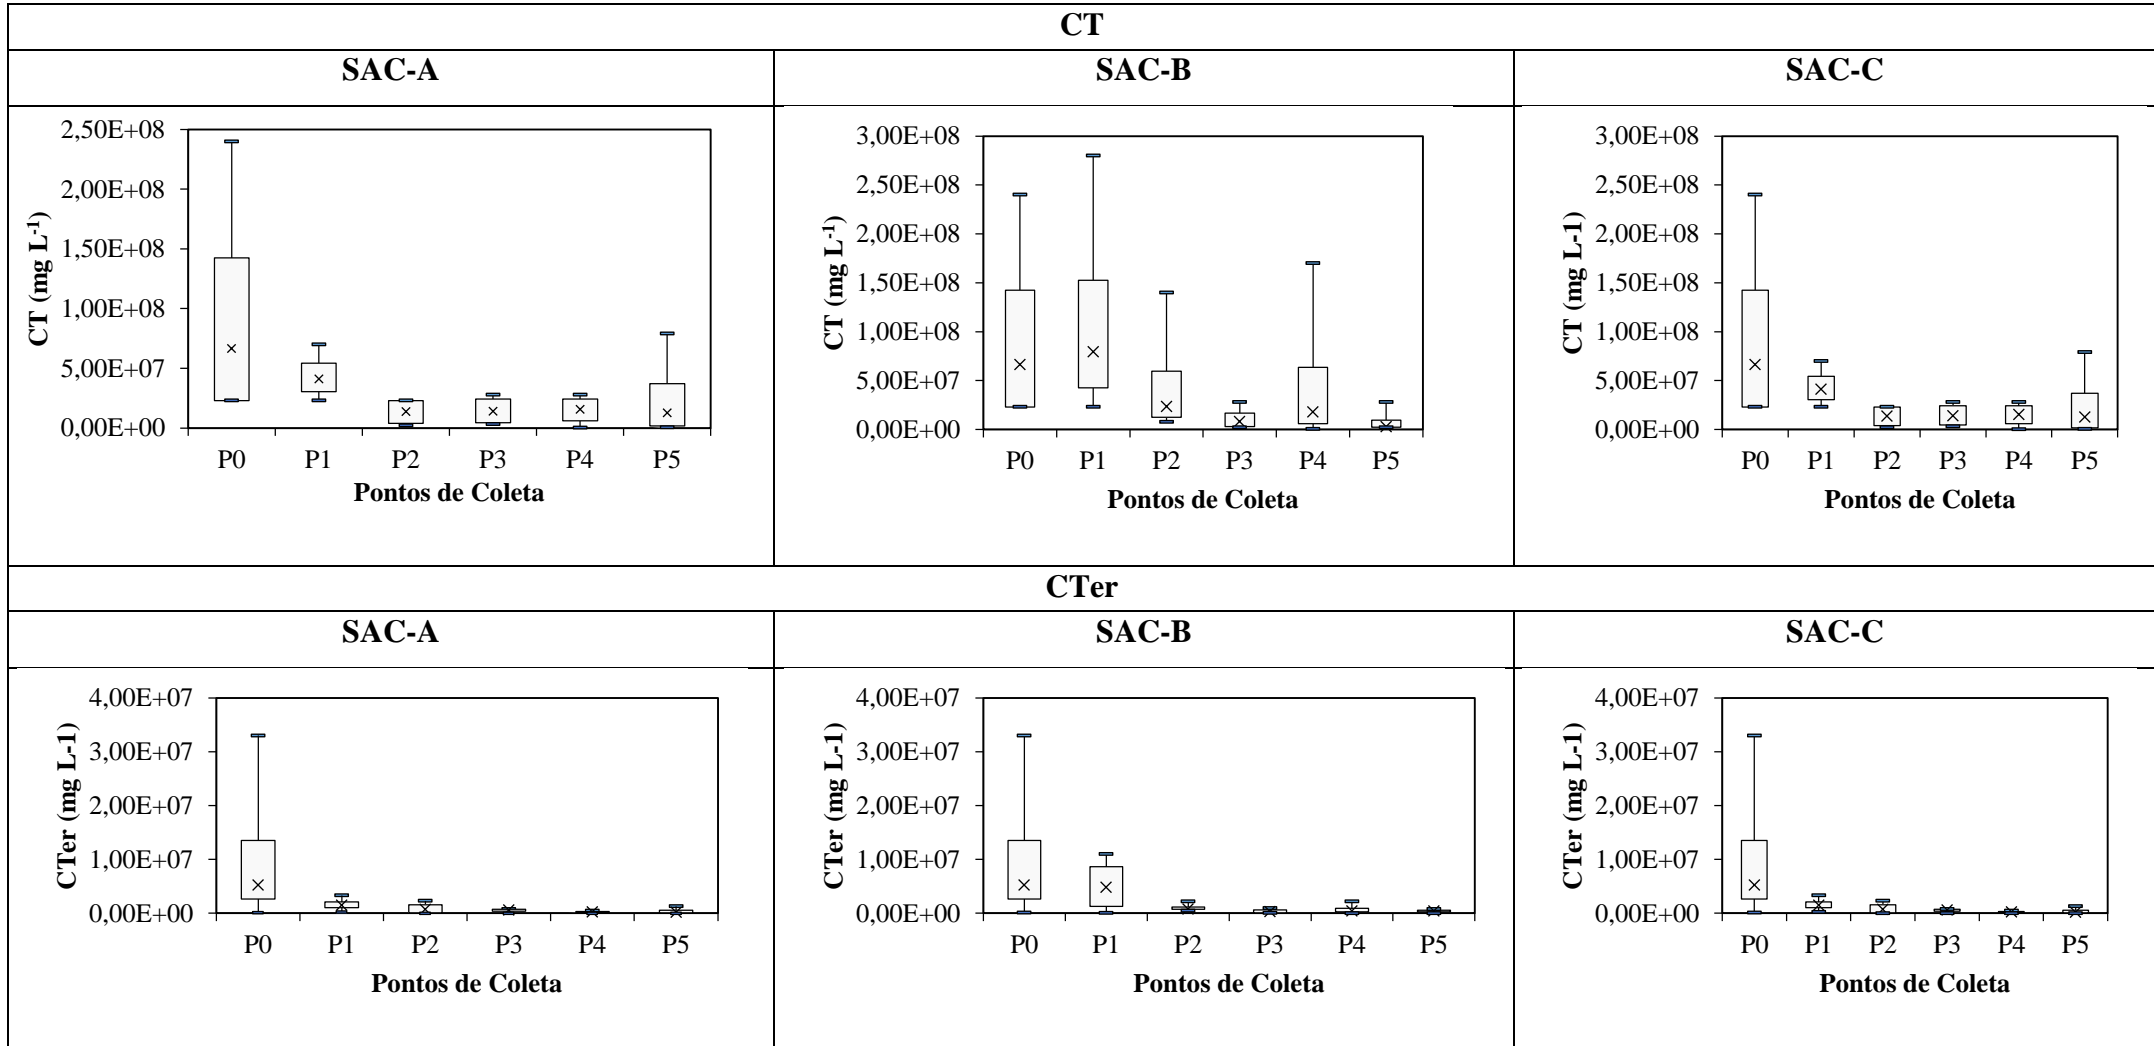 CT
SAC-A
SAC-B
SAC-C
2,50E+08
2,00E+08
1,50E+08
1,00E+08
5,00E+07
0,00E+00
CT (mg L-1)
P0 P1 P2 P3 P4 P5
Pontos de Coleta
3,00E+08
2,50E+08
2,00E+08
1,50E+08
1,00E+08
5,00E+07
0,00E+00
CT (mg L-1)
P0 P1 P2 P3 P4 P5
Pontos de Coleta
3,00E+08
2,50E+08
2,00E+08
1,50E+08
1,00E+08
5,00E+07
0,00E+00
CT (mg L-1)
P0 P1 P2 P3 P4 P5
Pontos de Coleta
CTer
SAC-A
SAC-B
SAC-C
4,00E+07
3,00E+07
2,00E+07
1,00E+07
0,00E+00
CTer (mg L-1)
P0 P1 P2 P3 P4 P5
Pontos de Coleta
4,00E+07
3,00E+07
2,00E+07
1,00E+07
0,00E+00
CTer (mg L-1)
P0 P1 P2 P3 P4 P5
Pontos de Coleta
4,00E+07
3,00E+07
2,00E+07
1,00E+07
0,00E+00
CTer (mg L-1)
P0 P1 P2 P3 P4 P5
Pontos de Coleta